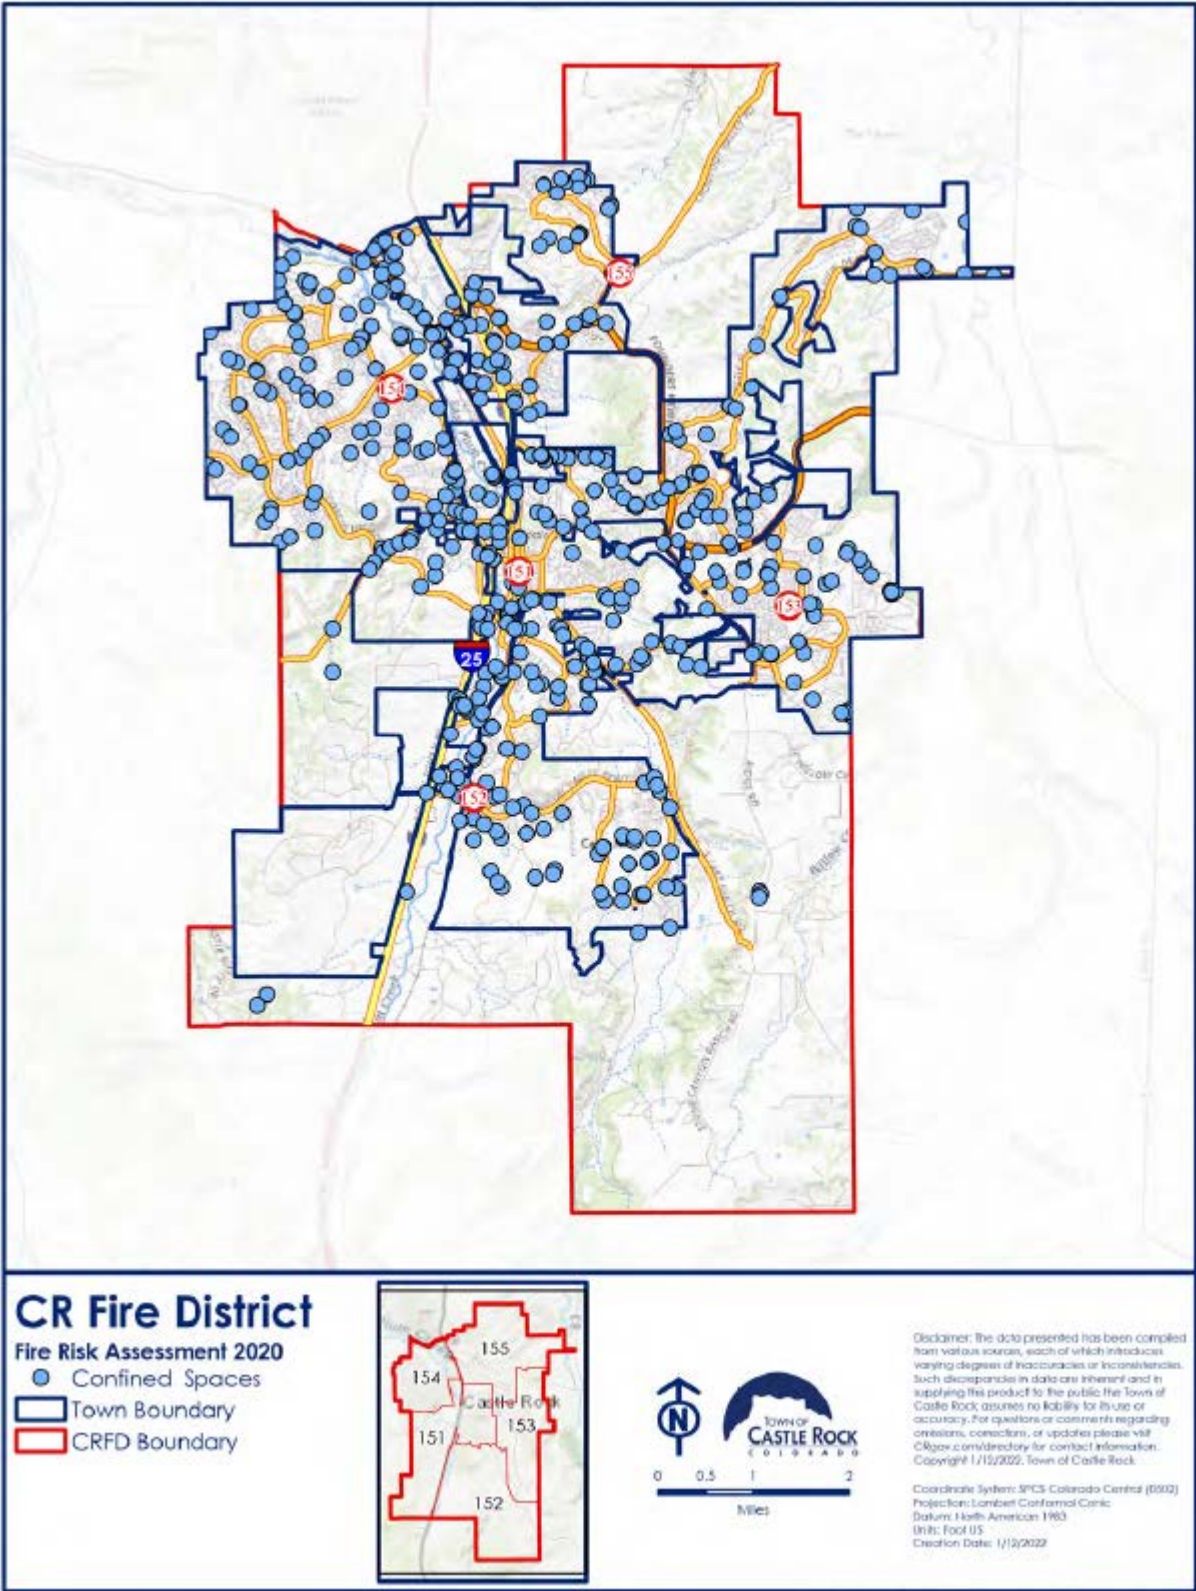 155
154
151
153
25
152
CR Fire District
Fire Risk Assessment 2020
Confined Spaces
Town Boundary
CRFD Boundary
155
154
Castle Rock
153
151
152
N
TOWN OF
CASTLE ROCK
COLORADO
0 0.5 1 2
Miles
Disclaimer: The data presented has been compiled
from various sources, each of which introduces
varying degrees of inaccuracies or inconsistencies.
Such discrepancies in data are inherent and in
supplying this product to the public the Town of
Castle Rock assumes no liability for its use or
accuracy. For questions or comments regarding
omissions, corrections, or updates please visit
CRgov.com/directory for contact information.
Copyright 1/12/2022, Town of Castle Rock
Coordinate System: SPCS Colorado Central (0502)
Projection: Lambert Conformal Conic
Datum: North American 1983
Units: Foot US
Creation Date: 1/12/2022